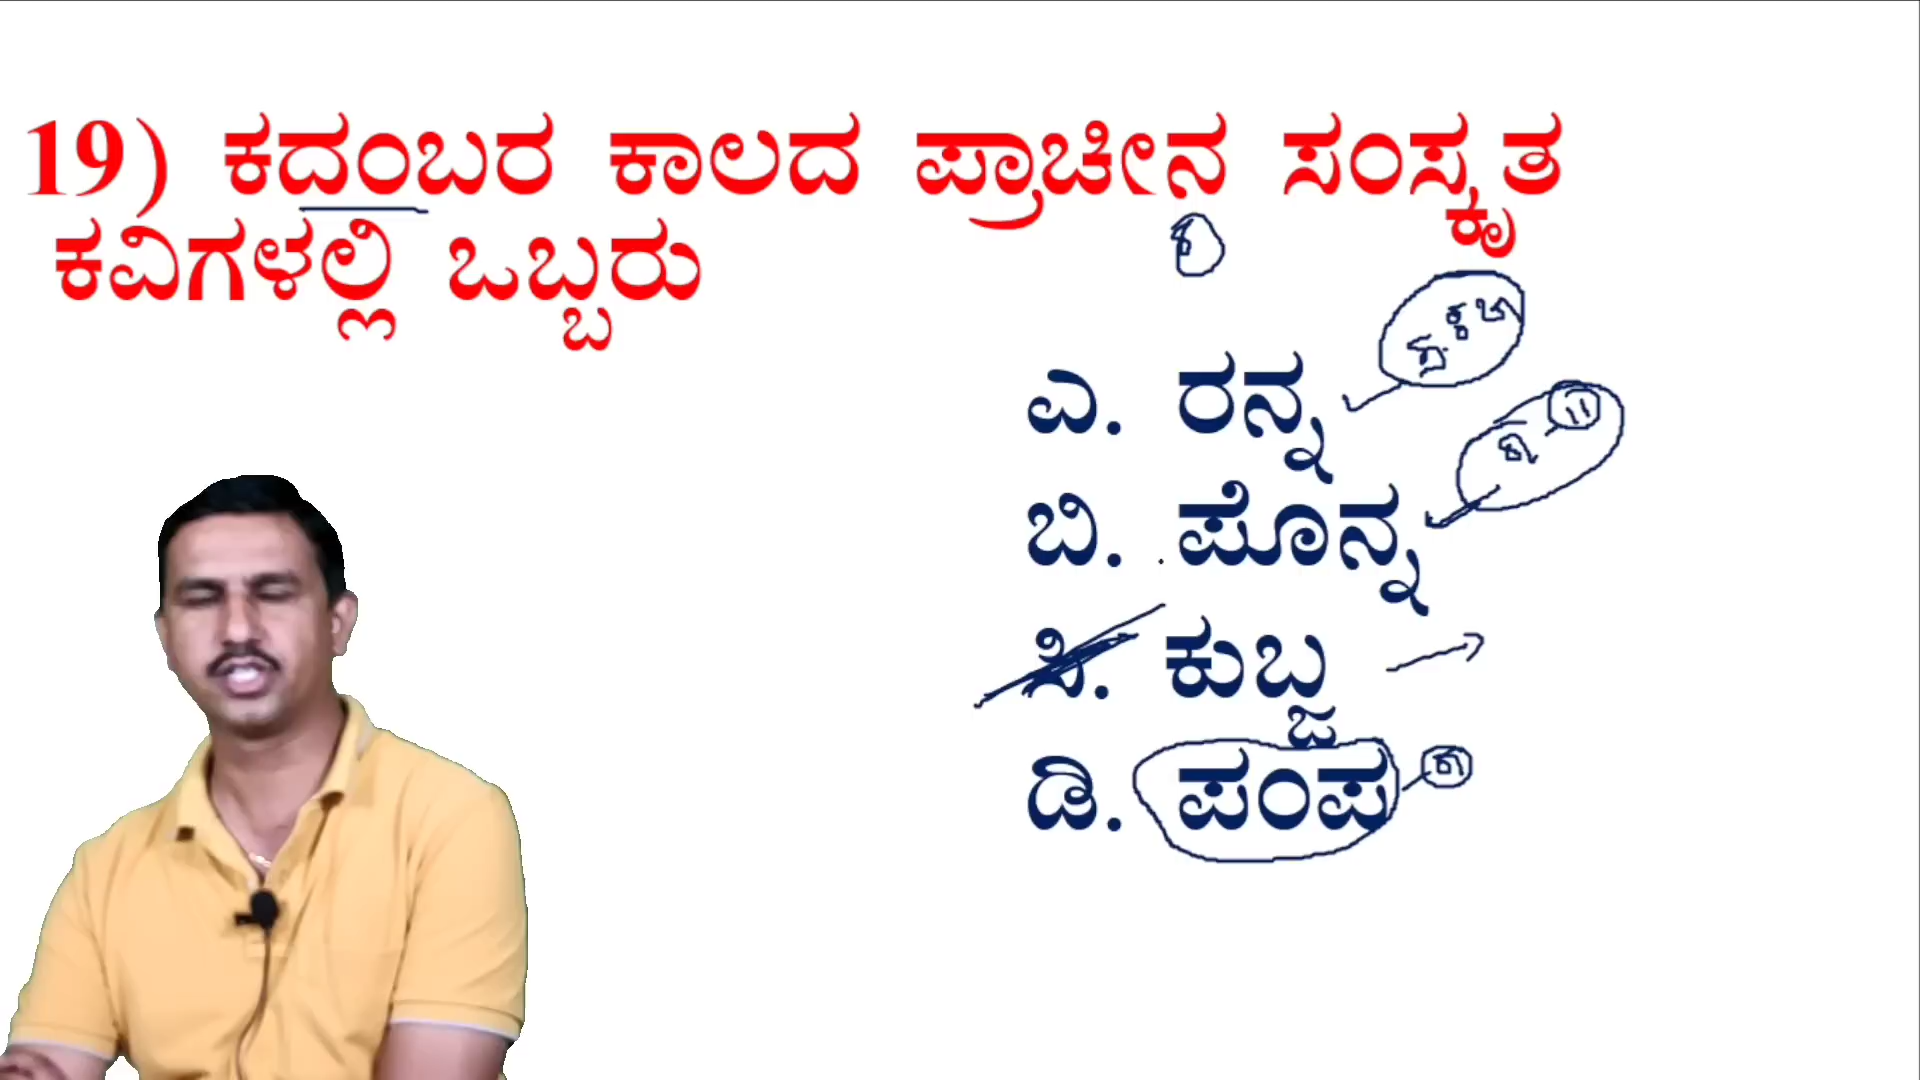 19) ಕದಂಬರ ಕಾಲದ ಪ್ರಾಚೀನ ಸಂಸ್ಕೃತ
ಕವಿಗಳಲ್ಲಿ ಒಬ್ಬರು
ಎ. ರನ್ನ
ಬಿ. ಪೊನ್ನ
ಸಿ. ಕುಬ್ಜ
ಡಿ. ಪಂಪ